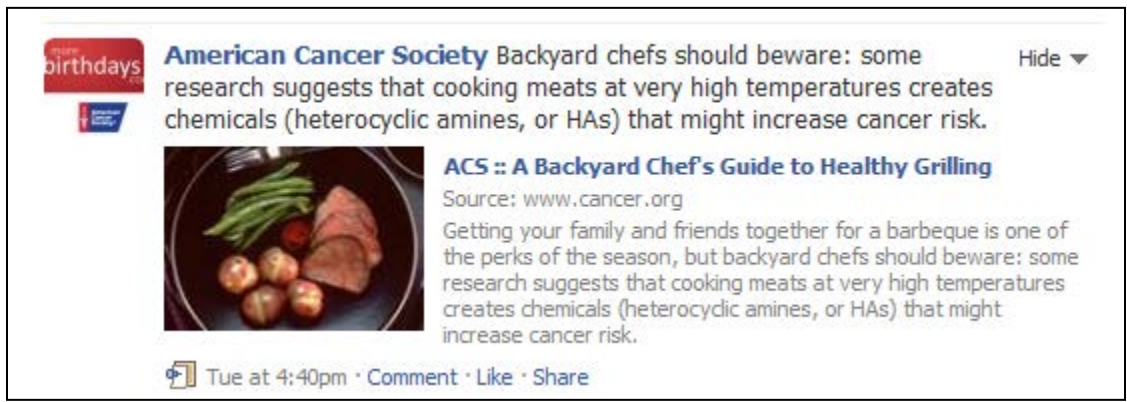 more
birthdays
American Cancer Society Backyard chefs should beware: some
Hide
research suggests that cooking meats at very high temperatures creates
chemicals (heterocyclic amines, or HAs) that might increase cancer risk.
American
Cancer
Society
ACS :: A Backyard Chef's Guide to Healthy Grilling
Source: www.cancer.org
Getting your family and friends together for a barbeque is one of
the perks of the season, but backyard chefs should beware: some
research suggests that cooking meats at very high temperatures
creates chemicals (heterocyclic amines, or HAs) that might
increase cancer risk.
Tue at 4:40pm · Comment · Like · Share